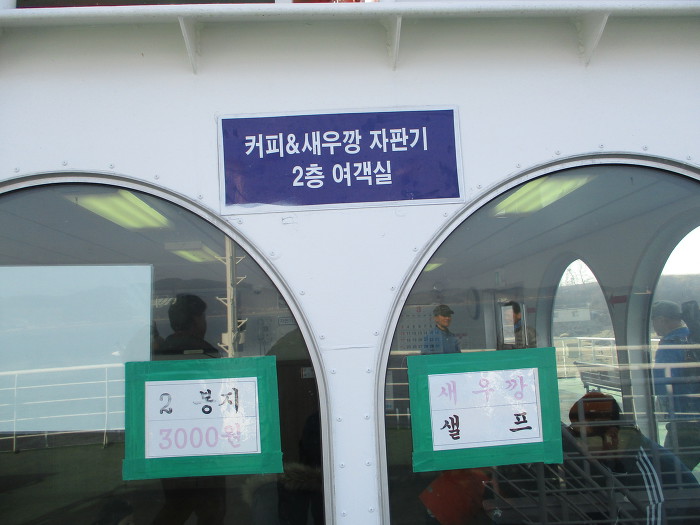 커피&새우깡 자판기
2층 여객실
2 봉지
3000원
새우깡
샐 프